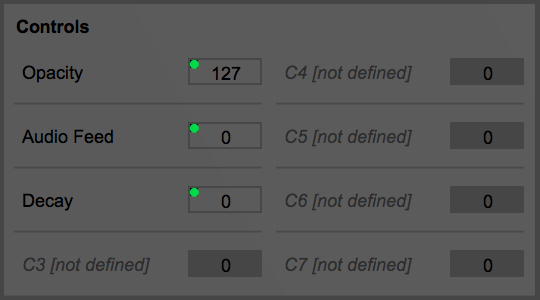 Controls
Opacity 127 C4 [not defined] 0
Audio Feed 0 C5 [not defined] 0
Decay 0 C6 [not defined] 0
C3 [not defined] 0 C7 [not defined] 0